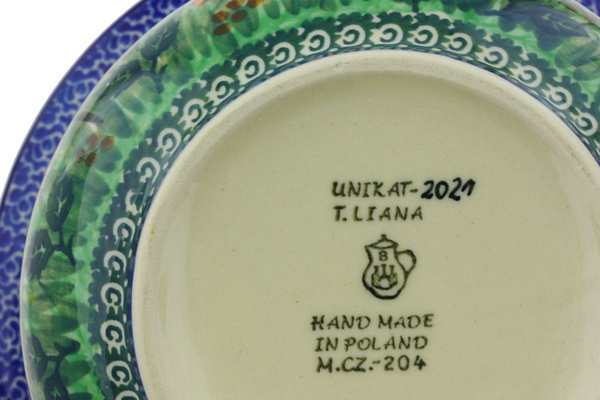 UNIKAT-2021
T.LIANA
B
HAND MADE
IN POLAND
M.CZ.-204